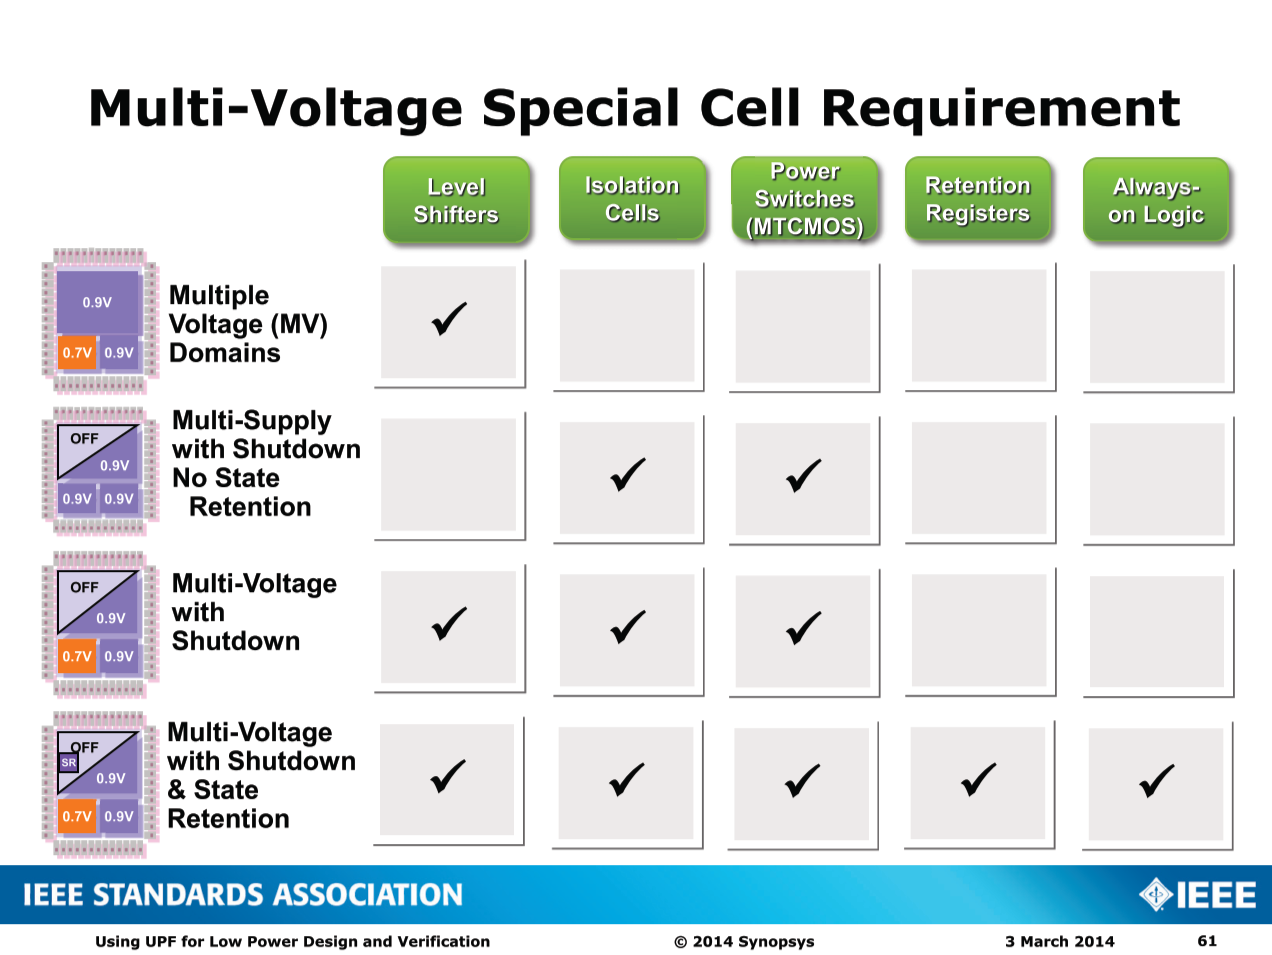 Multi-Voltage Special Cell Requirement
Level
Shifters
Isolation
Cells
Power
Switches
(MTCMOS)
Retention
Registers
Always-
on Logic
0.9V
0.7V 0.9V
Multiple
Voltage (MV)
Domains
✓
OFF
0.9V
0.9V 0.9V
Multi-Supply
with Shutdown
No State
Retention
✓ ✓
OFF
0.9V
0.7V 0.9V
Multi-Voltage
with
Shutdown
✓ ✓ ✓
OFF
SR
0.9V
0.7V 0.9V
Multi-Voltage
with Shutdown
& State
Retention
✓ ✓ ✓ ✓ ✓
IEEE STANDARDS ASSOCIATION
IEEE
Using UPF for Low Power Design and Verification
© 2014 Synopsys
3 March 2014
61